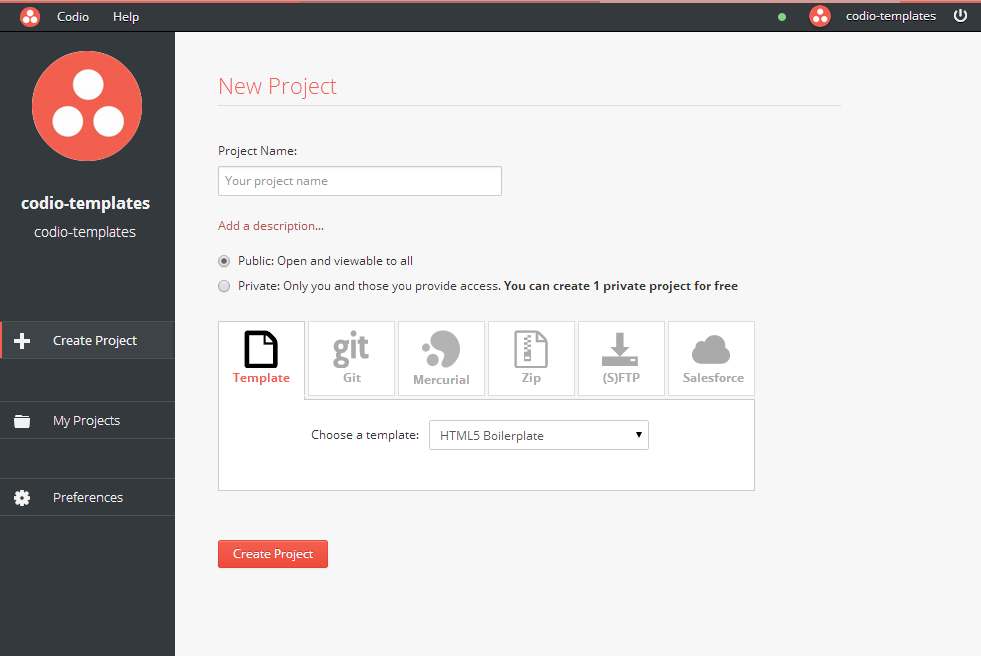 Codio Help codio-templates
codio-templates
codio-templates
Create Project
My Projects
Preferences
New Project
Project Name:
Your project name
Add a description...
Public: Open and viewable to all
Private: Only you and those you provide access. You can create 1 private project for free
git
Template Git Mercurial Zip (S)FTP Salesforce
Choose a template: HTML5 Boilerplate
Create Project